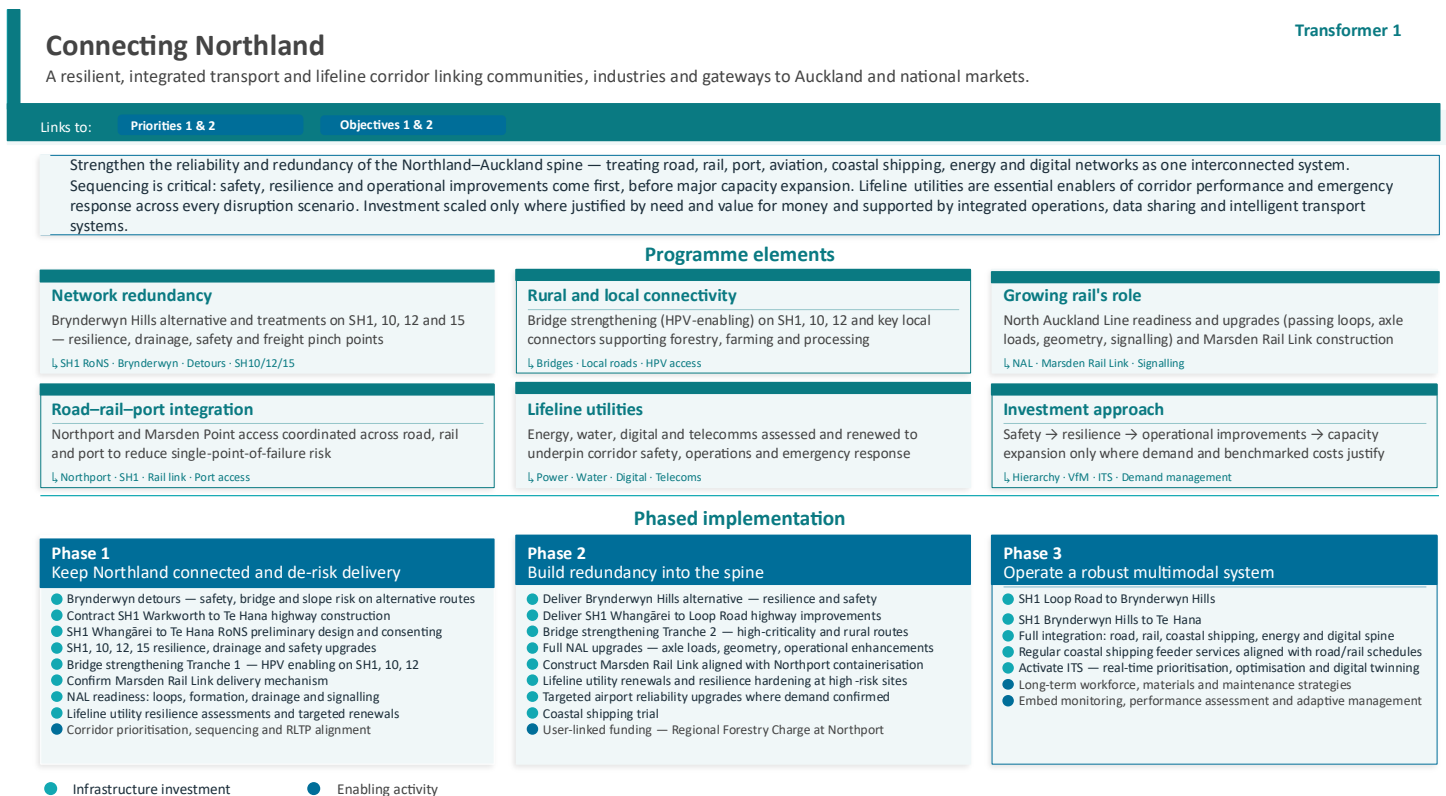 Transformer 1
Connecting Northland
A resilient, integrated transport and lifeline corridor linking communities, industries and gateways to Auckland and national markets.
Links to:
Priorities 1 & 2
Objectives 1 & 2
Strengthen the reliability and redundancy of the Northland–Auckland spine — treating road, rail, port, aviation, coastal shipping, energy and digital networks as one interconnected system.
Sequencing is critical: safety, resilience and operational improvements come first, before major capacity expansion. Lifeline utilities are essential enablers of corridor performance and emergency
response across every disruption scenario. Investment scaled only where justified by need and value for money and supported by integrated operations, data sharing and intelligent transport
systems.
Programme elements
Network redundancy
Brynderwyn Hills alternative and treatments on SH1, 10, 12 and 15
— resilience, drainage, safety and freight pinch points
↳ SH1 RoNS · Brynderwyn · Detours · SH10/12/15
Rural and local connectivity
Bridge strengthening (HPV-enabling) on SH1, 10, 12 and key local
connectors supporting forestry, farming and processing
↳ Bridges · Local roads · HPV access
Growing rail's role
North Auckland Line readiness and upgrades (passing loops, axle
loads, geometry, signalling) and Marsden Rail Link construction
↳ NAL · Marsden Rail Link · Signalling
Road–rail–port integration
Northport and Marsden Point access coordinated across road, rail
and port to reduce single-point-of-failure risk
↳ Northport · SH1 · Rail link · Port access
Lifeline utilities
Energy, water, digital and telecomms assessed and renewed to
underpin corridor safety, operations and emergency response
↳ Power · Water · Digital · Telecoms
Investment approach
Safety → resilience → operational improvements → capacity
expansion only where demand and benchmarked costs justify
↳ Hierarchy · VfM · ITS · Demand management
Phased implementation
Phase 1
Keep Northland connected and de-risk delivery
Brynderwyn detours — safety, bridge and slope risk on alternative routes
Contract SH1 Warkworth to Te Hana highway construction
SH1 Whangārei to Te Hana RoNS preliminary design and consenting
SH1, 10, 12, 15 resilience, drainage and safety upgrades
Bridge strengthening Tranche 1 — HPV enabling on SH1, 10, 12
Confirm Marsden Rail Link delivery mechanism
NAL readiness: loops, formation, drainage and signalling
Lifeline utility resilience assessments and targeted renewals
Corridor prioritisation, sequencing and RLTP alignment
Phase 2
Build redundancy into the spine
Deliver Brynderwyn Hills alternative — resilience and safety
Deliver SH1 Whangārei to Loop Road highway improvements
Bridge strengthening Tranche 2 — high-criticality and rural routes
Full NAL upgrades — axle loads, geometry, operational enhancements
Construct Marsden Rail Link aligned with Northport containerisation
Lifeline utility renewals and resilience hardening at high -risk sites
Targeted airport reliability upgrades where demand confirmed
Coastal shipping trial
User-linked funding — Regional Forestry Charge at Northport
Phase 3
Operate a robust multimodal system
SH1 Loop Road to Brynderwyn Hills
SH1 Brynderwyn Hills to Te Hana
Full integration: road, rail, coastal shipping, energy and digital spine
Regular coastal shipping feeder services aligned with road/rail schedules
Activate ITS — real-time prioritisation, optimisation and digital twinning
Long-term workforce, materials and maintenance strategies
Embed monitoring, performance assessment and adaptive management
Infrastructure investment
Enabling activity